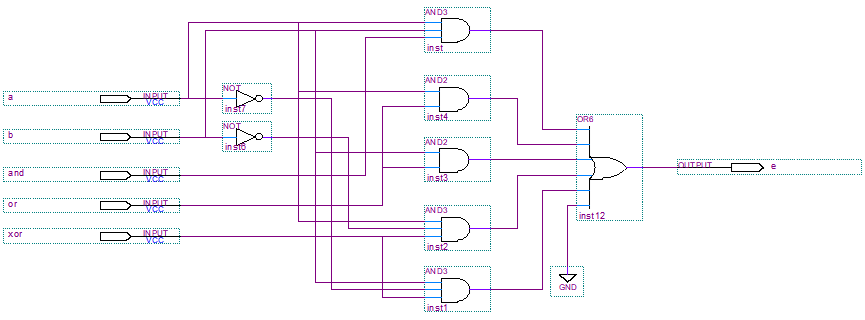 AND3
inst
a
INPUT
VCC
NOT
inst7
AND2
inst4
b
INPUT
VCC
NOT
inst6
OR6
AND2
inst3
and
INPUT
VCC
OUTPUT
e
or
INPUT
VCC
AND3
inst2
inst12
xor
INPUT
VCC
AND3
inst1
GND